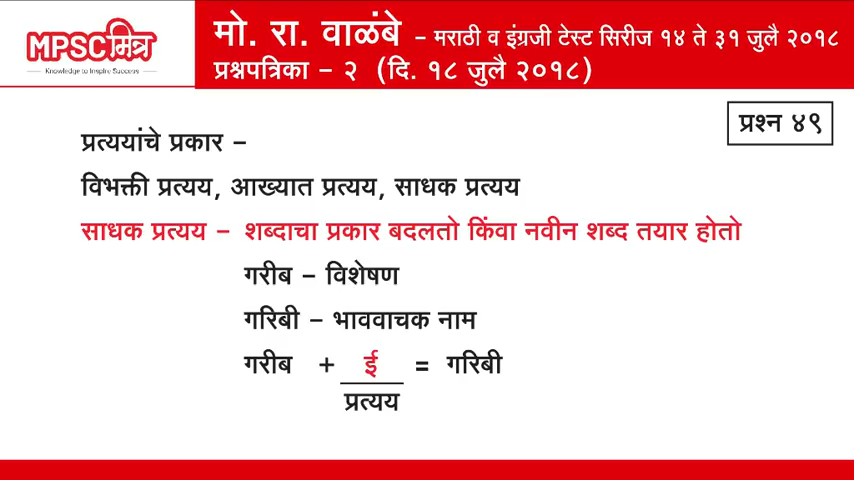 MPSCमित्र
Knowledge to Inspire Success
मो. रा. वाळंबे – मराठी व इंग्रजी टेस्ट सिरीज १४ ते ३१ जुलै २०१८
प्रश्नपत्रिका – २ (दि. १८ जुलै २०१८)
प्रश्न ४९
प्रत्ययांचे प्रकार –
विभक्ती प्रत्यय, आख्यात प्रत्यय, साधक प्रत्यय
साधक प्रत्यय – शब्दाचा प्रकार बदलतो किंवा नवीन शब्द तयार होतो
गरीब – विशेषण
गरिबी – भाववाचक नाम
गरीब + ई = गरिबी
प्रत्यय